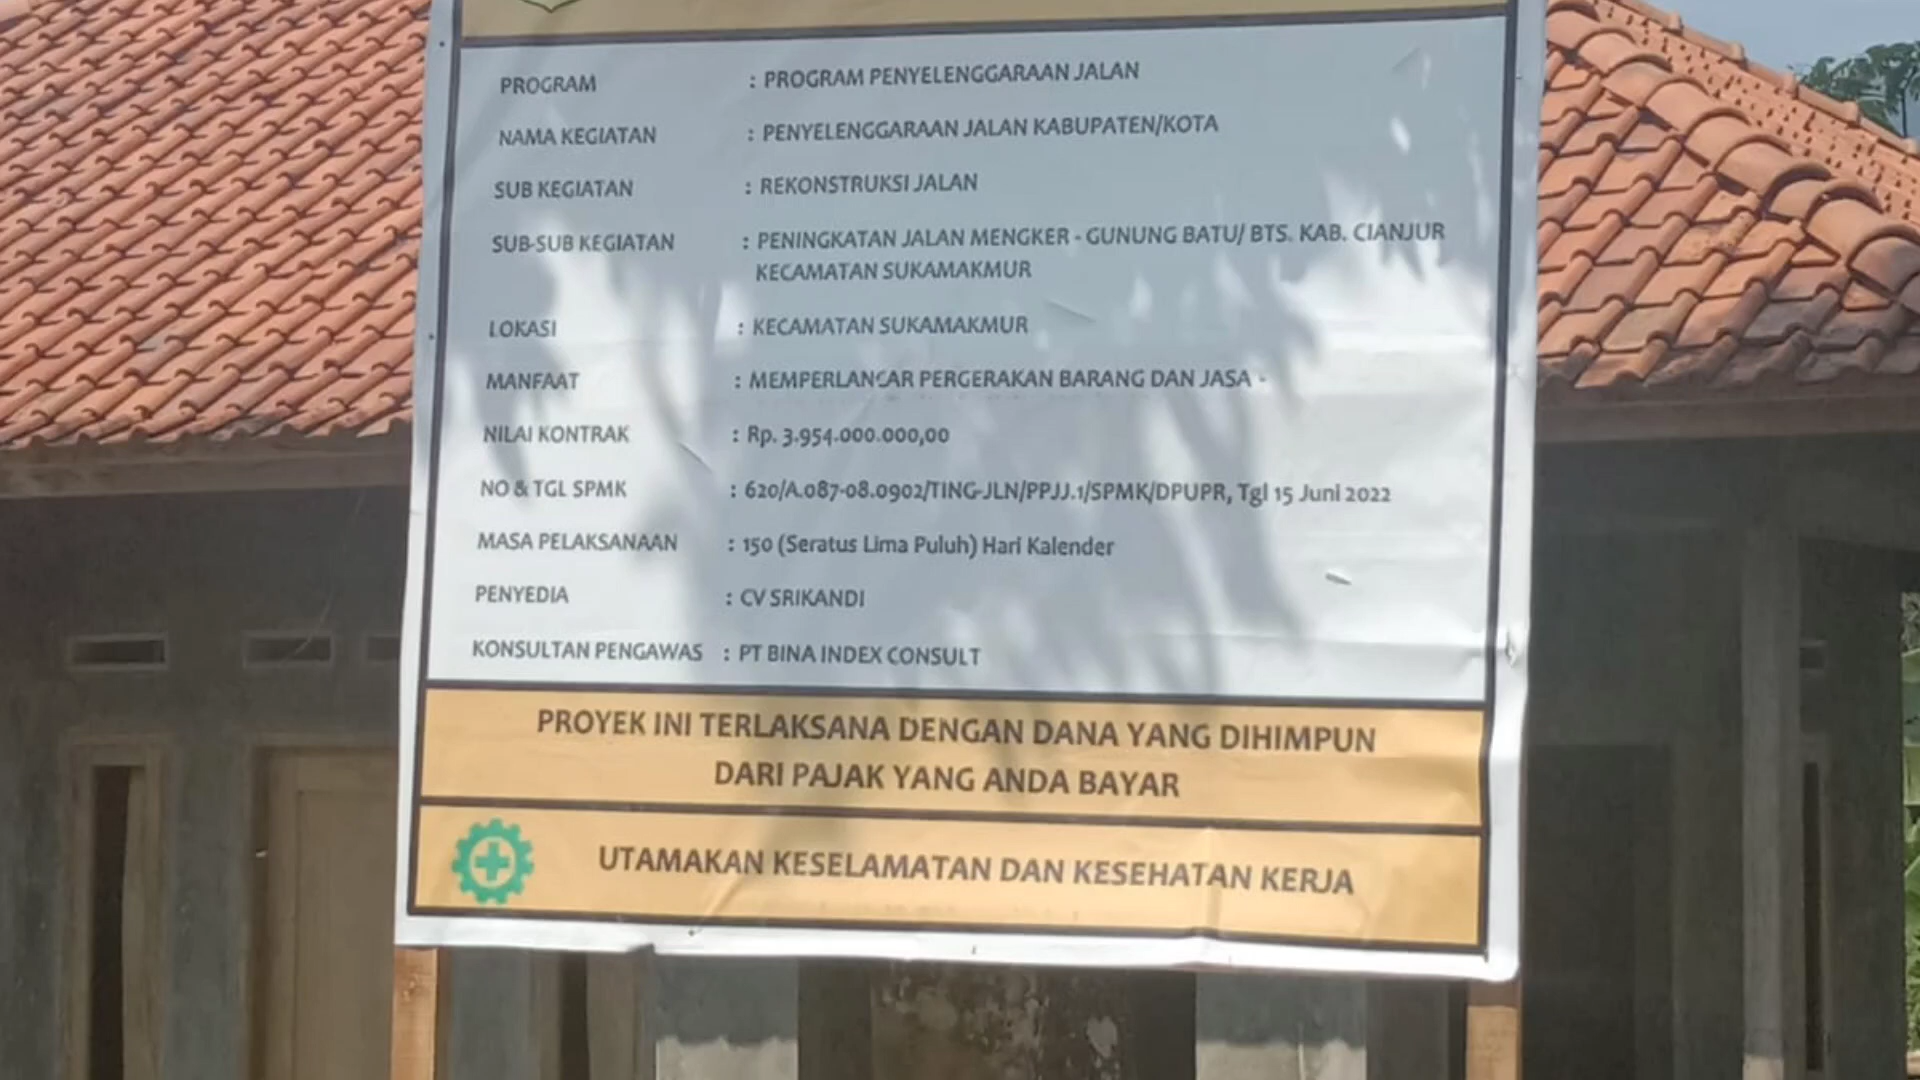 PROGRAM : PROGRAM PENYELENGGARAAN JALAN
NAMA KEGIATAN : PENYELENGGARAAN JALAN KABUPATEN/KOTA
SUB KEGIATAN : REKONSTRUKSI JALAN
SUB-SUB KEGIATAN : PENINGKATAN JALAN MENGKER - GUNUNG BATU/ BTS. KAB. CIANJUR
KECAMATAN SUKAMAKMUR
LOKASI : KECAMATAN SUKAMAKMUR
MANFAAT : MEMPERLANCAR PERGERAKAN BARANG DAN JASA -
NILAI KONTRAK : Rp. 3.954.000.000,00
NO & TGL SPMK : 620/A.087-08.0902/TING-JLN/PPJJ.1/SPMK/DPUPR, Tgl 15 Juni 2022
MASA PELAKSANAAN : 150 (Seratus Lima Puluh) Hari Kalender
PENYEDIA : CV SRIKANDI
KONSULTAN PENGAWAS : PT BINA INDEX CONSULT
PROYEK INI TERLAKSANA DENGAN DANA YANG DIHIMPUN
DARI PAJAK YANG ANDA BAYAR
UTAMAKAN KESELAMATAN DAN KESEHATAN KERJA